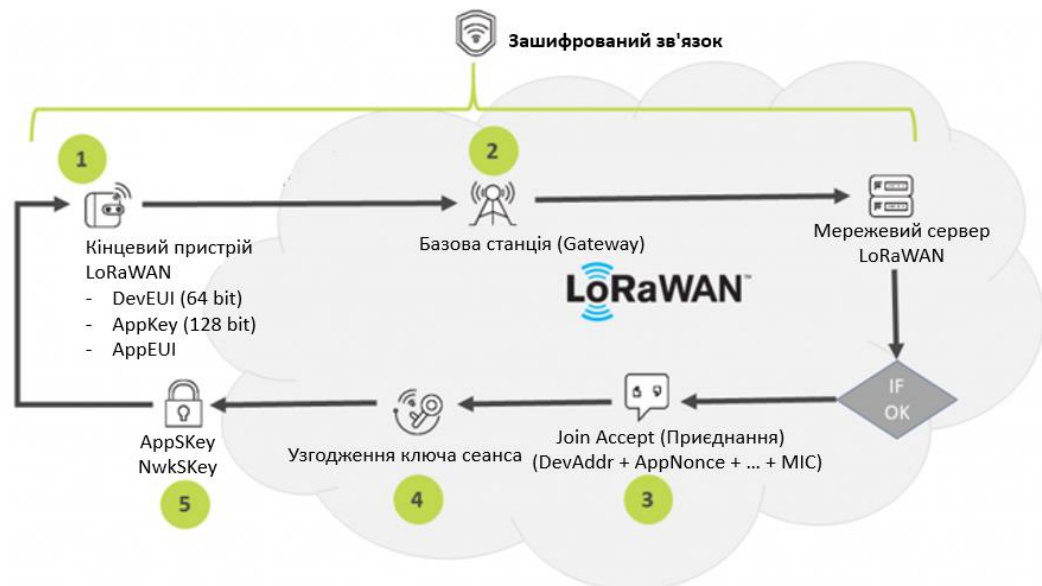 Зашифрований зв'язок
1
2
Кінцевий пристрій
LoRaWAN
- DevEUI (64 bit)
- AppKey (128 bit)
- AppEUI
Базова станція (Gateway)
Мережевий сервер
LoRaWAN
LoRaWAN™
IF
OK
Join Accept (Приєднання)
(DevAddr + AppNonce + ... + MIC)
3
Узгодження ключа сеанса
4
AppSKey
NwkSKey
5